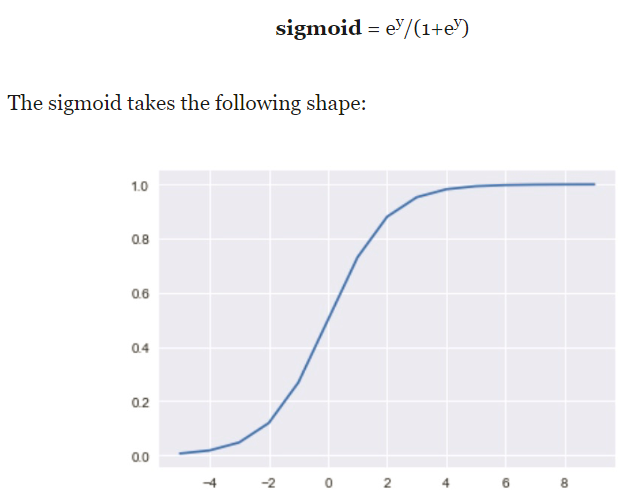 sigmoid = eʸ/(1+eʸ)
The sigmoid takes the following shape:
1.0
0.8
0.6
0.4
0.2
0.0
−4 −2 0 2 4 6 8